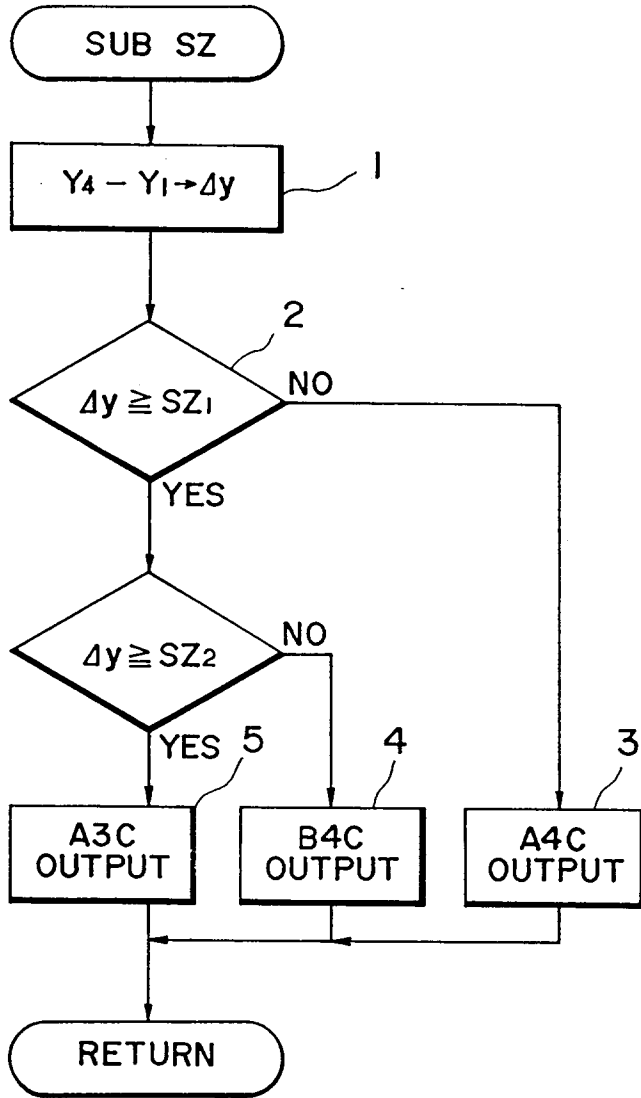 SUB SZ
Y4 − Y1 → Δy
1
2
Δy ≧ SZ1
NO
YES
Δy ≧ SZ2
NO
YES
5
4
3
A3C
OUTPUT
B4C
OUTPUT
A4C
OUTPUT
RETURN